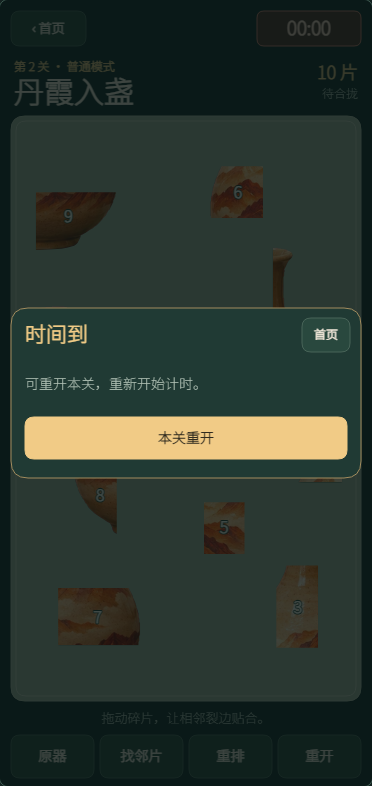 ‹ 首页
00:00
第 2 关 · 普通模式
丹霞入盏
10 片
待合拢
9
6
时间到
首页
可重开本关，重新开始计时。
本关重开
8
5
7
3
拖动碎片，让相邻裂边贴合。
原器
找邻片
重排
重开